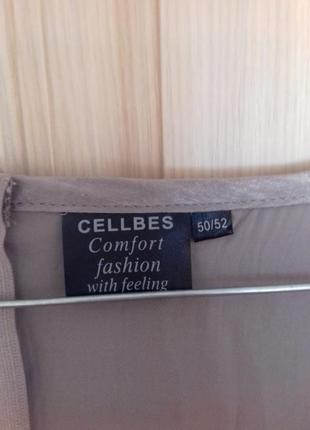 CELLBES
50/52
Comfort
fashion
with feeling